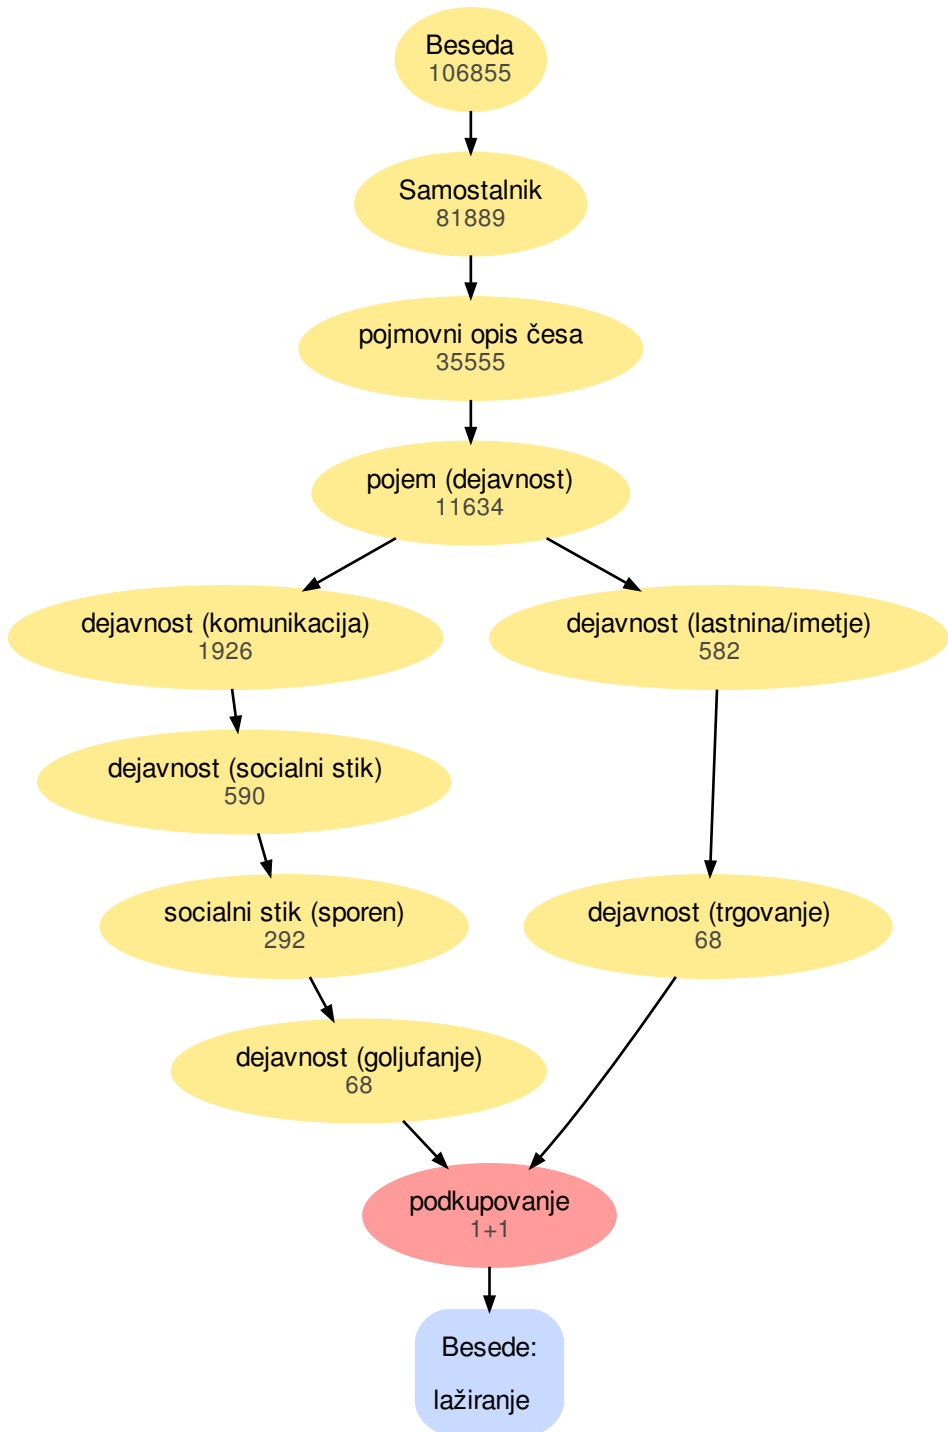 Beseda
106855
Samostalnik
81889
pojmovni opis česa
35555
pojem (dejavnost)
11634
dejavnost (komunikacija)
1926
dejavnost (lastnina/imetje)
582
dejavnost (socialni stik)
590
socialni stik (sporen)
292
dejavnost (trgovanje)
68
dejavnost (goljufanje)
68
podkupovanje
1+1
Besede:
lažiranje